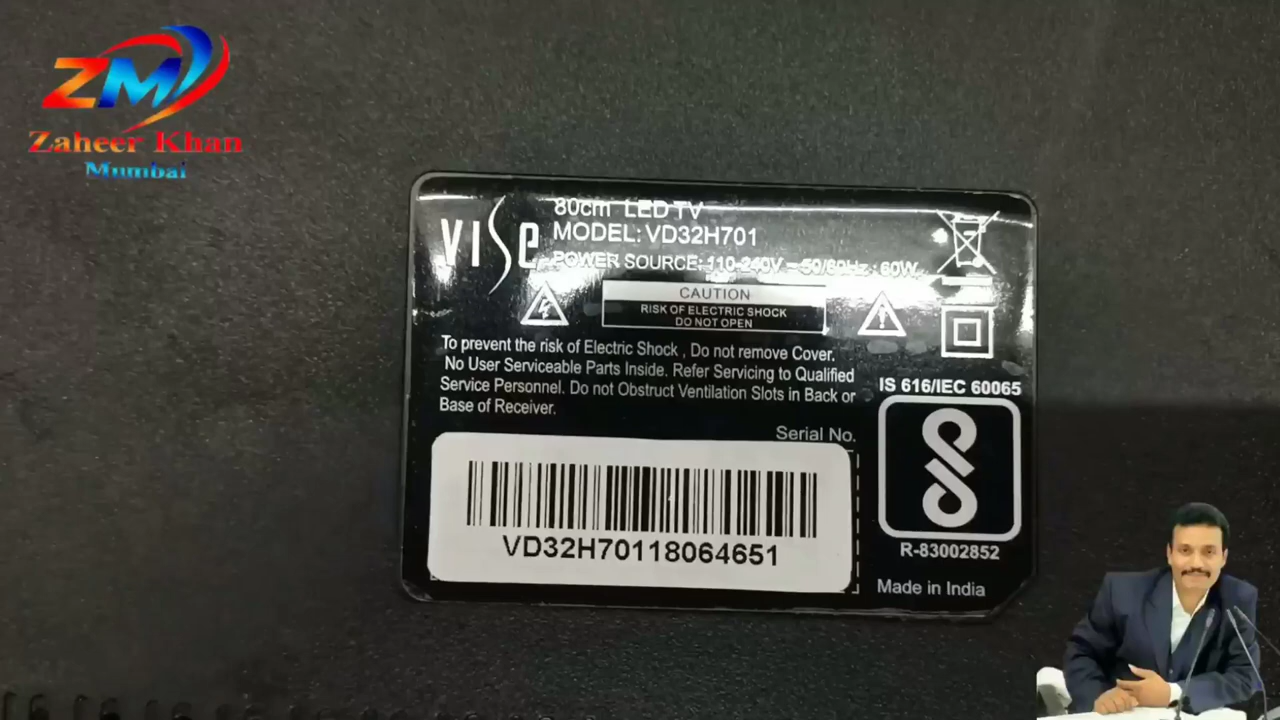 ZM
Zaheer Khan
Mumbai
VISe
80cm LED TV
MODEL: VD32H701
POWER SOURCE: 110-240V ~ 50/60Hz : 60W
CAUTION
RISK OF ELECTRIC SHOCK
DO NOT OPEN
To prevent the risk of Electric Shock , Do not remove Cover.
No User Serviceable Parts Inside. Refer Servicing to Qualified
Service Personnel. Do not Obstruct Ventilation Slots in Back or
Base of Receiver.
Serial No.
VD32H70118064651
IS 616/IEC 60065
R-83002852
Made in India